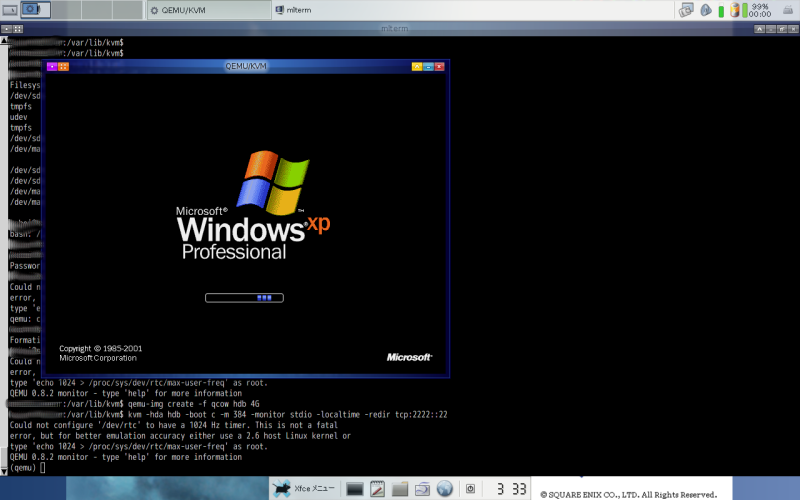 QEMU/KVM
mlterm
99%
00:00
mlterm
:/var/lib/kvm$
:/var/lib/kvm$
QEMU/KVM
Filesys
/dev/sd
tmpfs
udev
tmpfs
/dev/sd
/dev/ma
/dev/sd
/dev/sd
/dev/ma
/dev/ma
bash: /
Passwor
Could n
error,
type 'e
qemu: c
Formati
Could n
error,
Microsoft®
Windows® xp
Professional
Copyright © 1985-2001
Microsoft Corporation
Microsoft®
type 'echo 1024 > /proc/sys/dev/rtc/max-user-freq' as root.
QEMU 0.8.2 monitor - type 'help' for more information
:/var/lib/kvm$ qemu-img create -f qcow hdb 4G
:/var/lib/kvm$ kvm -hda hdb -boot c -m 384 -monitor stdio -localtime -redir tcp:2222::22
Could not configure '/dev/rtc' to have a 1024 Hz timer. This is not a fatal
error, but for better emulation accuracy either use a 2.6 host Linux kernel or
type 'echo 1024 > /proc/sys/dev/rtc/max-user-freq' as root.
QEMU 0.8.2 monitor - type 'help' for more information
(qemu)
Xfce メニュー
3 33
© SQUARE ENIX CO., LTD. All Rights Reserved.